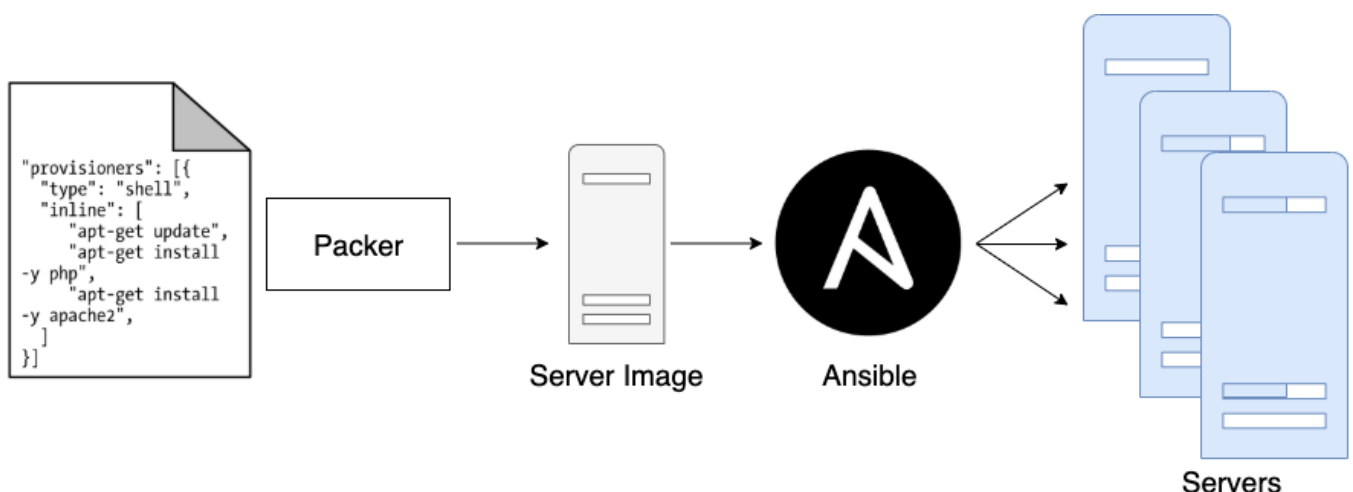 "provisioners": [{
"type": "shell",
"inline": [
"apt-get update",
"apt-get install
-y php",
"apt-get install
-y apache2",
]
}]
Packer
Server Image
Ansible
Servers